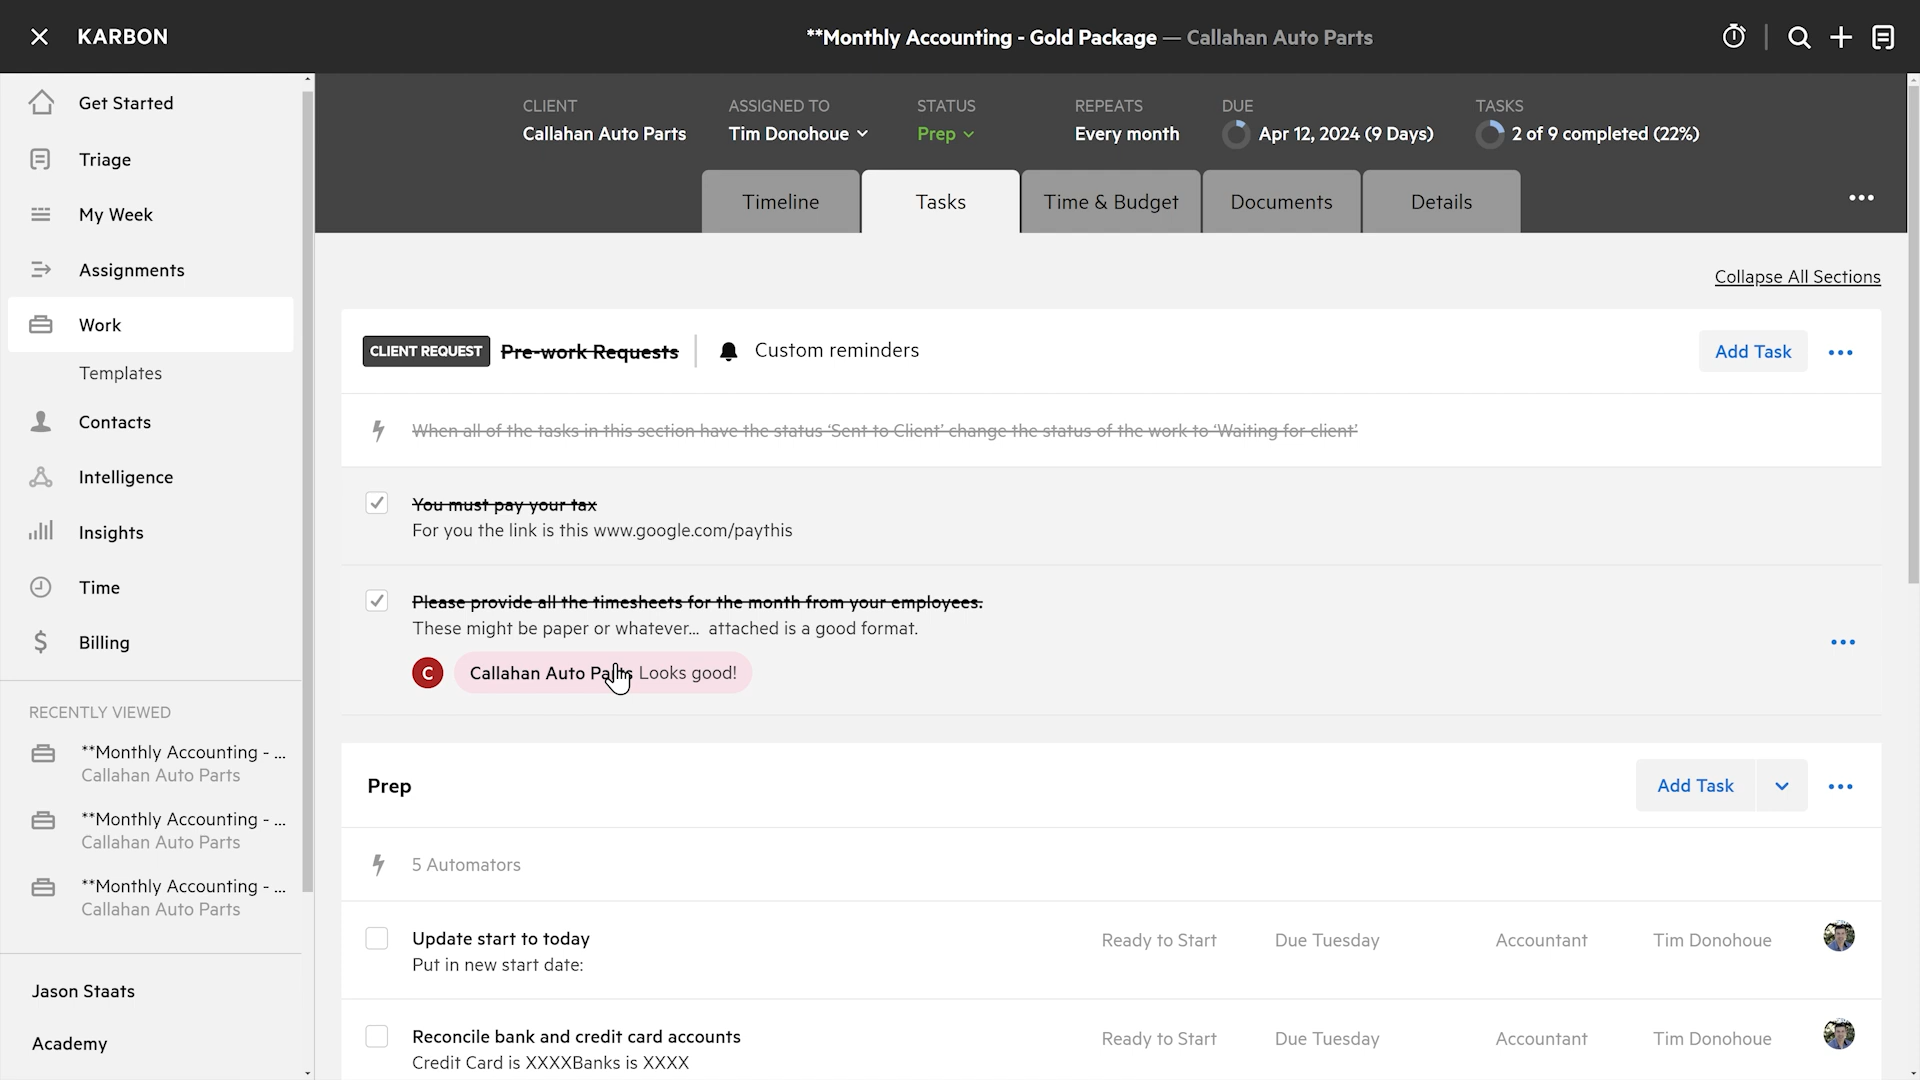 KARBON
**Monthly Accounting - Gold Package — Callahan Auto Parts
Get Started
Triage
My Week
Assignments
Work
Templates
Contacts
Intelligence
Insights
Time
Billing
RECENTLY VIEWED
**Monthly Accounting - ...
Callahan Auto Parts
**Monthly Accounting - ...
Callahan Auto Parts
**Monthly Accounting - ...
Callahan Auto Parts
Jason Staats
Academy
CLIENT
Callahan Auto Parts
ASSIGNED TO
Tim Donohoue
STATUS
Prep
REPEATS
Every month
DUE
Apr 12, 2024 (9 Days)
TASKS
2 of 9 completed (22%)
Timeline
Tasks
Time & Budget
Documents
Details
Collapse All Sections
CLIENT REQUEST Pre-work Requests Custom reminders Add Task
When all of the tasks in this section have the status ‘Sent to Client’ change the status of the work to ‘Waiting for client’
You must pay your tax
For you the link is this www.google.com/paythis
Please provide all the timesheets for the month from your employees.
These might be paper or whatever... attached is a good format.
C Callahan Auto Parts Looks good!
Prep Add Task
5 Automators
Update start to today Ready to Start Due Tuesday Accountant Tim Donohoue
Put in new start date:
Reconcile bank and credit card accounts Ready to Start Due Tuesday Accountant Tim Donohoue
Credit Card is XXXXBanks is XXXX